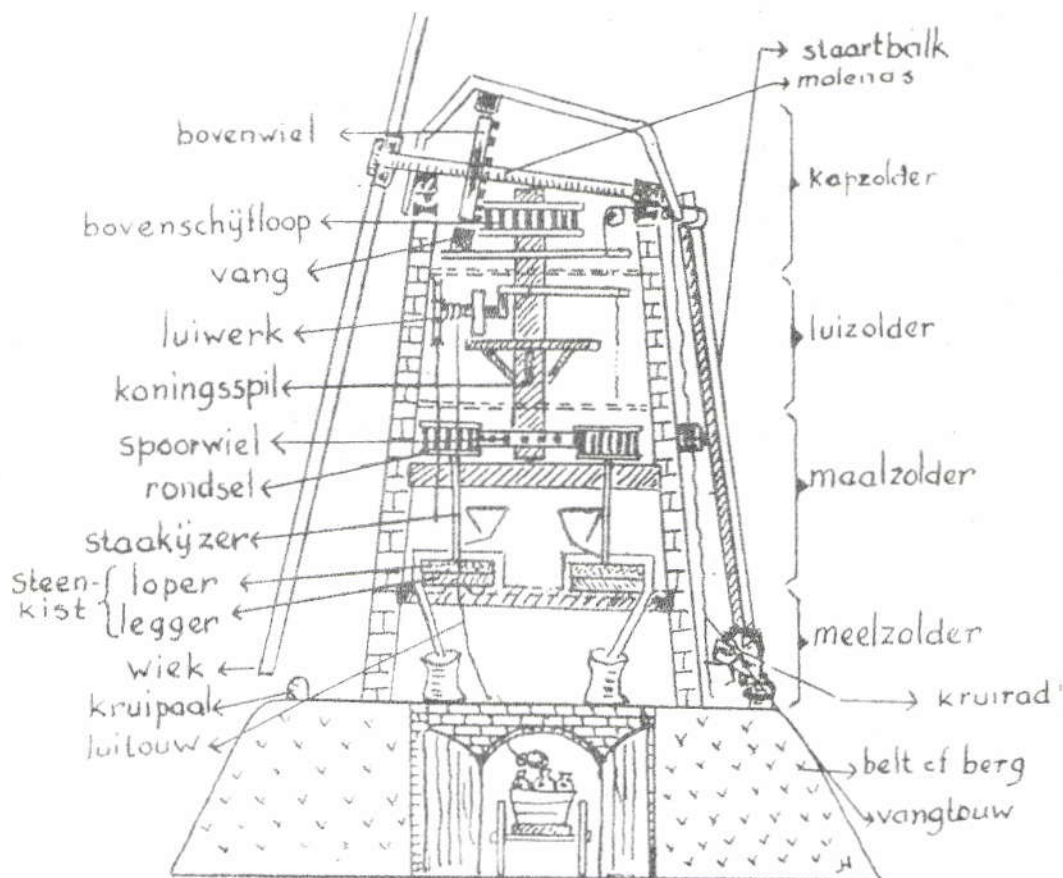 staartbalk
molenas
bovenwiel
kapzolder
bovenschijfloop
vang
luiwerk
luizolder
koningsspil
spoorwiel
rondsel
maalzolder
staakijzer
steen-
kist
loper
legger
meelzolder
wiek
kruipaal
kruirad
luitouw
belt of berg
vangtouw